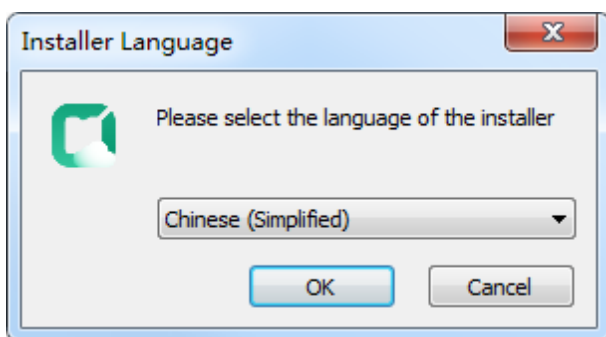 Installer Language
Please select the language of the installer
Chinese (Simplified)
OK
Cancel